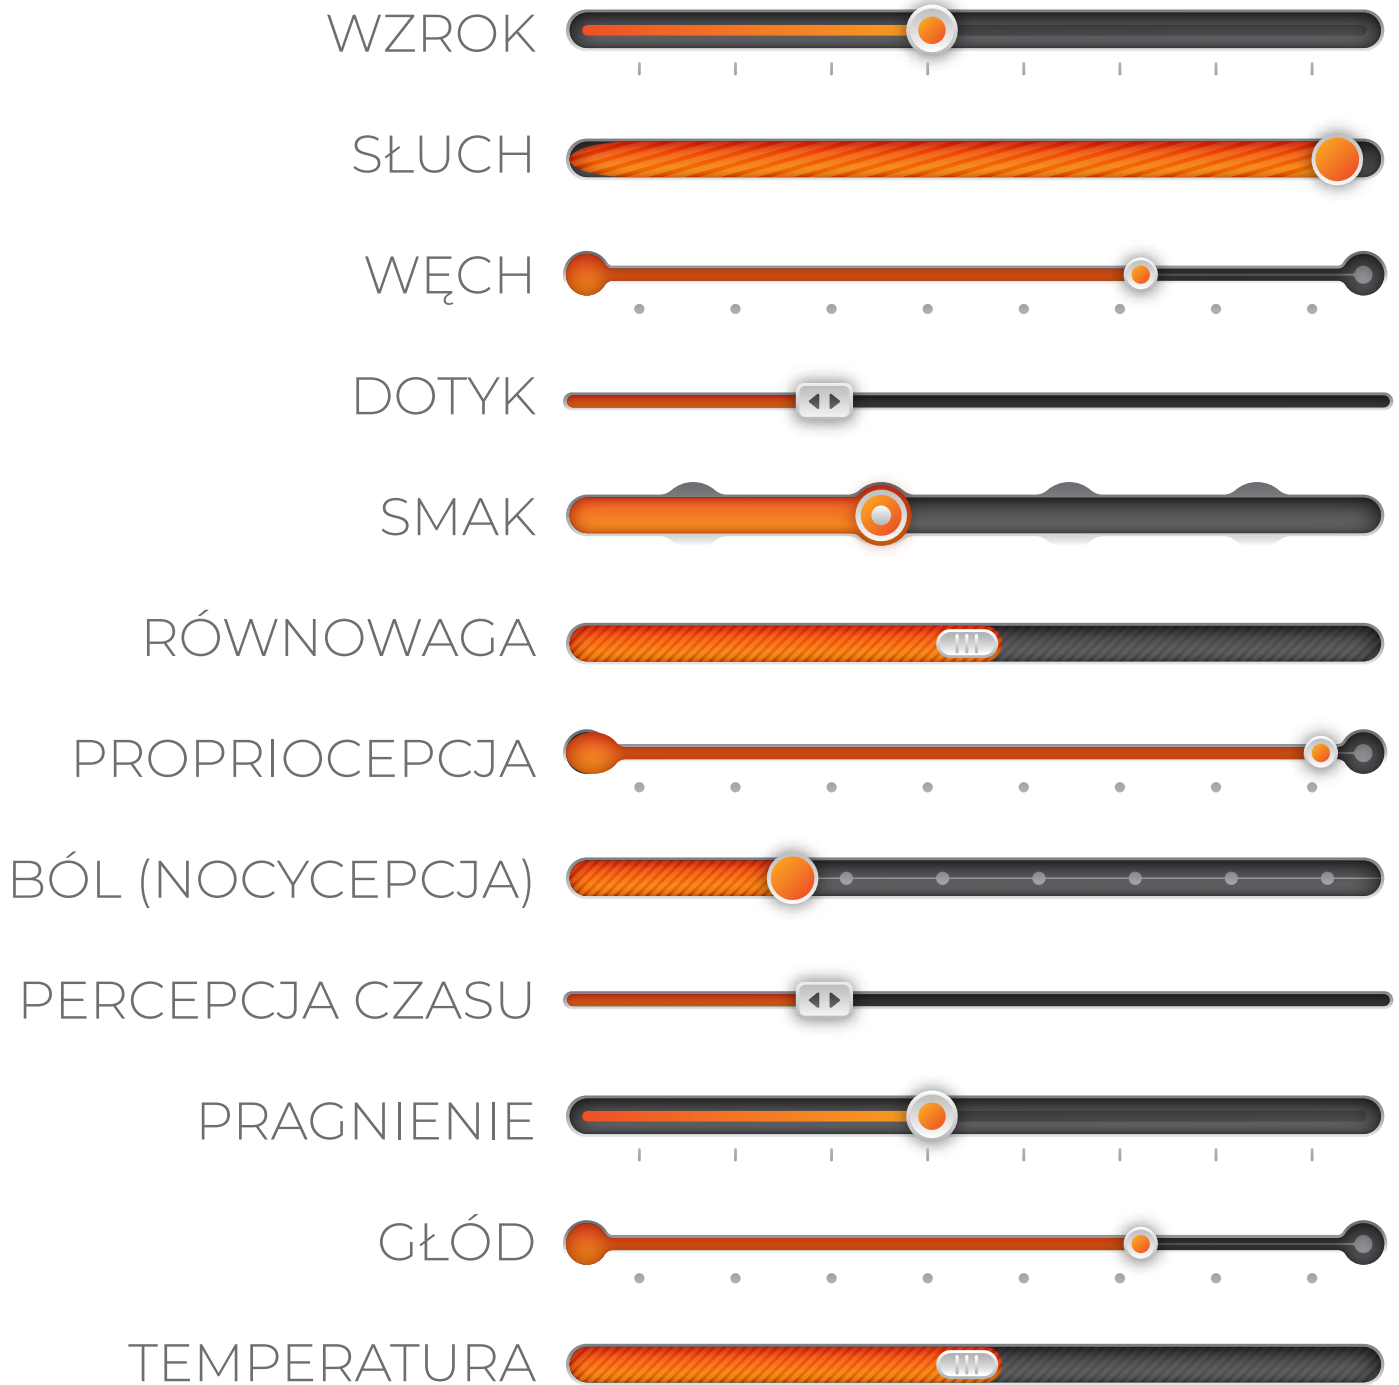 WZROK
SŁUCH
WĘCH
DOTYK
SMAK
RÓWNOWAGA
PROPRIOCEPCJA
BÓL (NOCYCEPCJA)
PERCEPCJA CZASU
PRAGNIENIE
GŁÓD
TEMPERATURA